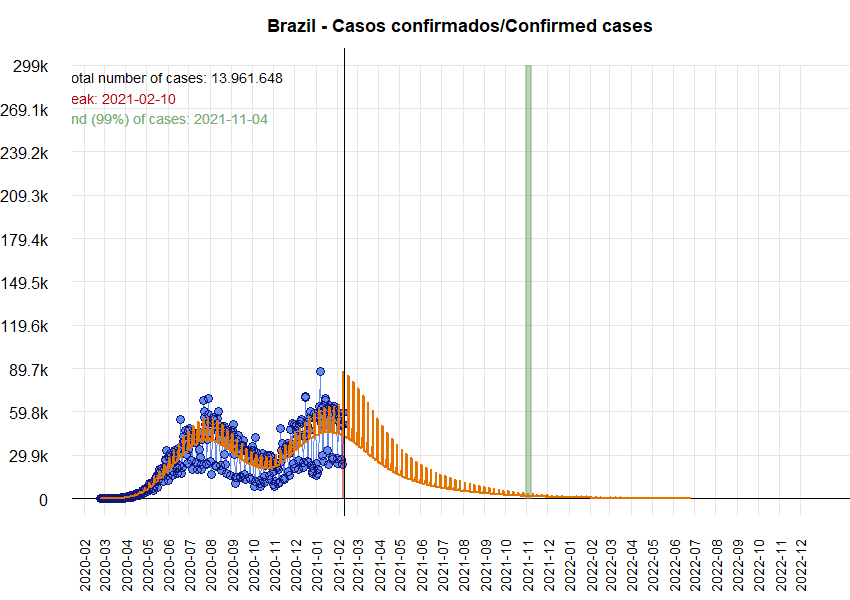 Brazil - Casos confirmados/Confirmed cases
299k
269.1k
239.2k
209.3k
179.4k
149.5k
119.6k
89.7k
59.8k
29.9k
0
otal number of cases: 13.961.648
eak: 2021-02-10
nd (99%) of cases: 2021-11-04
2020-02
2020-03
2020-04
2020-05
2020-06
2020-07
2020-08
2020-09
2020-10
2020-11
2020-12
2021-01
2021-02
2021-03
2021-04
2021-05
2021-06
2021-07
2021-08
2021-09
2021-10
2021-11
2021-12
2022-01
2022-02
2022-03
2022-04
2022-05
2022-06
2022-07
2022-08
2022-09
2022-10
2022-11
2022-12